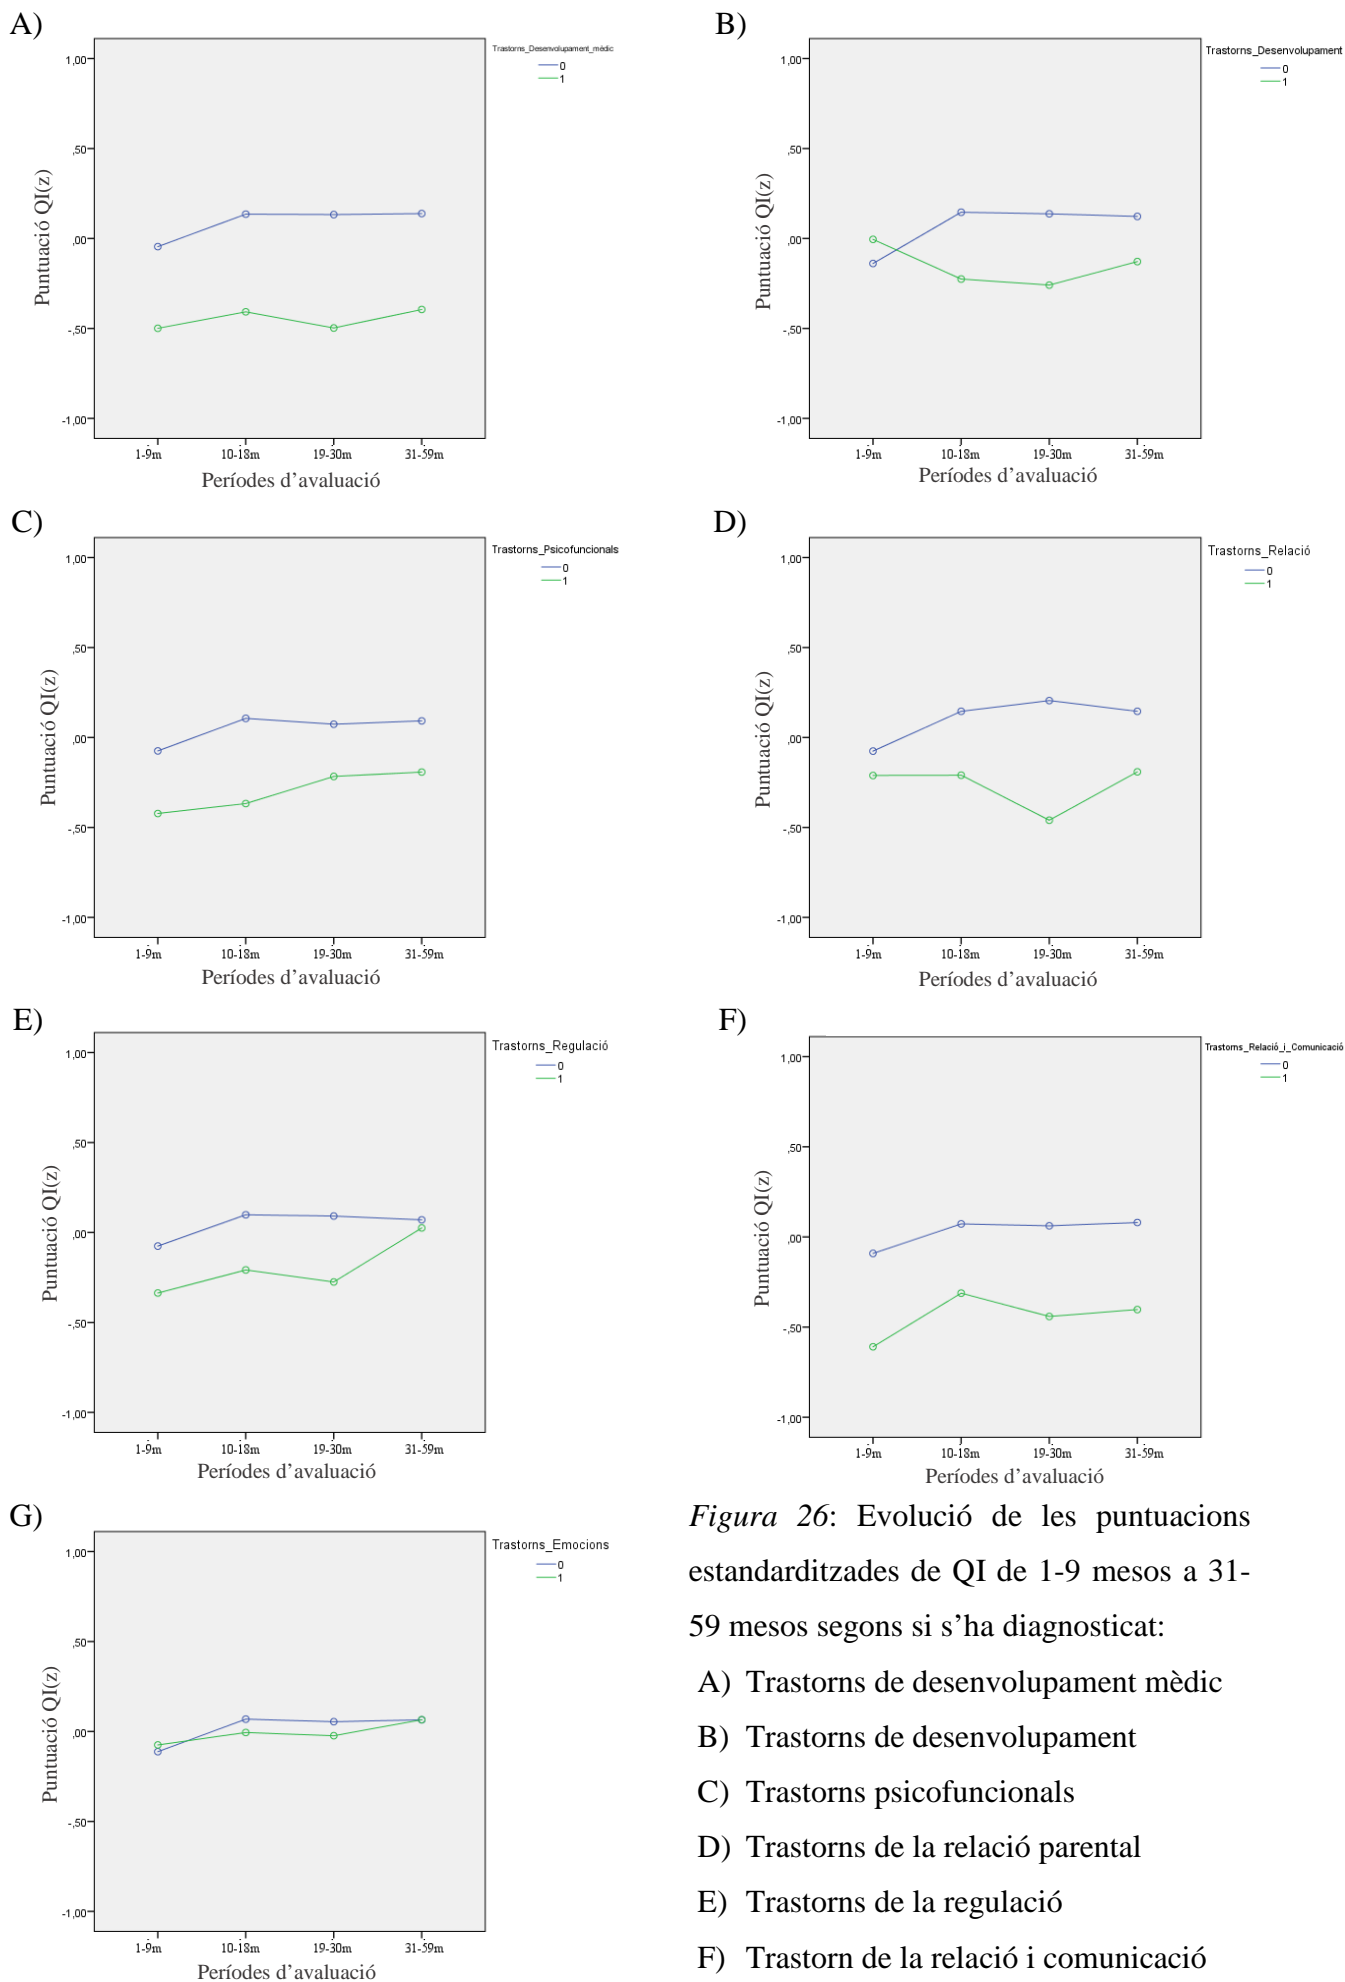 A)
Trastorns_Desenvolupament_mèdic
0
1
1,00
,50
,00
-,50
-1,00
Puntuació QI(z)
1-9m 10-18m 19-30m 31-59m
Períodes d'avaluació
B)
Trastorns_Desenvolupament
0
1
1,00
,50
,00
-,50
-1,00
Puntuació QI(z)
1-9m 10-18m 19-30m 31-59m
Períodes d'avaluació
C)
Trastorns_Psicofuncionals
0
1
1,00
,50
,00
-,50
-1,00
Puntuació QI(z)
1-9m 10-18m 19-30m 31-59m
Períodes d'avaluació
D)
Trastorns_Relació
0
1
1,00
,50
,00
-,50
-1,00
Puntuació QI(z)
1-9m 10-18m 19-30m 31-59m
Períodes d'avaluació
E)
Trastorns_Regulació
0
1
1,00
,50
,00
-,50
-1,00
Puntuació QI(z)
1-9m 10-18m 19-30m 31-59m
Períodes d'avaluació
F)
Trastorns_Relació_i_Comunicació
0
1
1,00
,50
,00
-,50
-1,00
Puntuació QI(z)
1-9m 10-18m 19-30m 31-59m
Períodes d'avaluació
G)
Trastorns_Emocions
0
1
1,00
,50
,00
-,50
-1,00
Puntuació QI(z)
1-9m 10-18m 19-30m 31-59m
Períodes d'avaluació
Figura 26: Evolució de les puntuacions
estandarditzades de QI de 1-9 mesos a 31-
59 mesos segons si s'ha diagnosticat:
A) Trastorns de desenvolupament mèdic
B) Trastorns de desenvolupament
C) Trastorns psicofuncionals
D) Trastorns de la relació parental
E) Trastorns de la regulació
F) Trastorn de la relació i comunicació